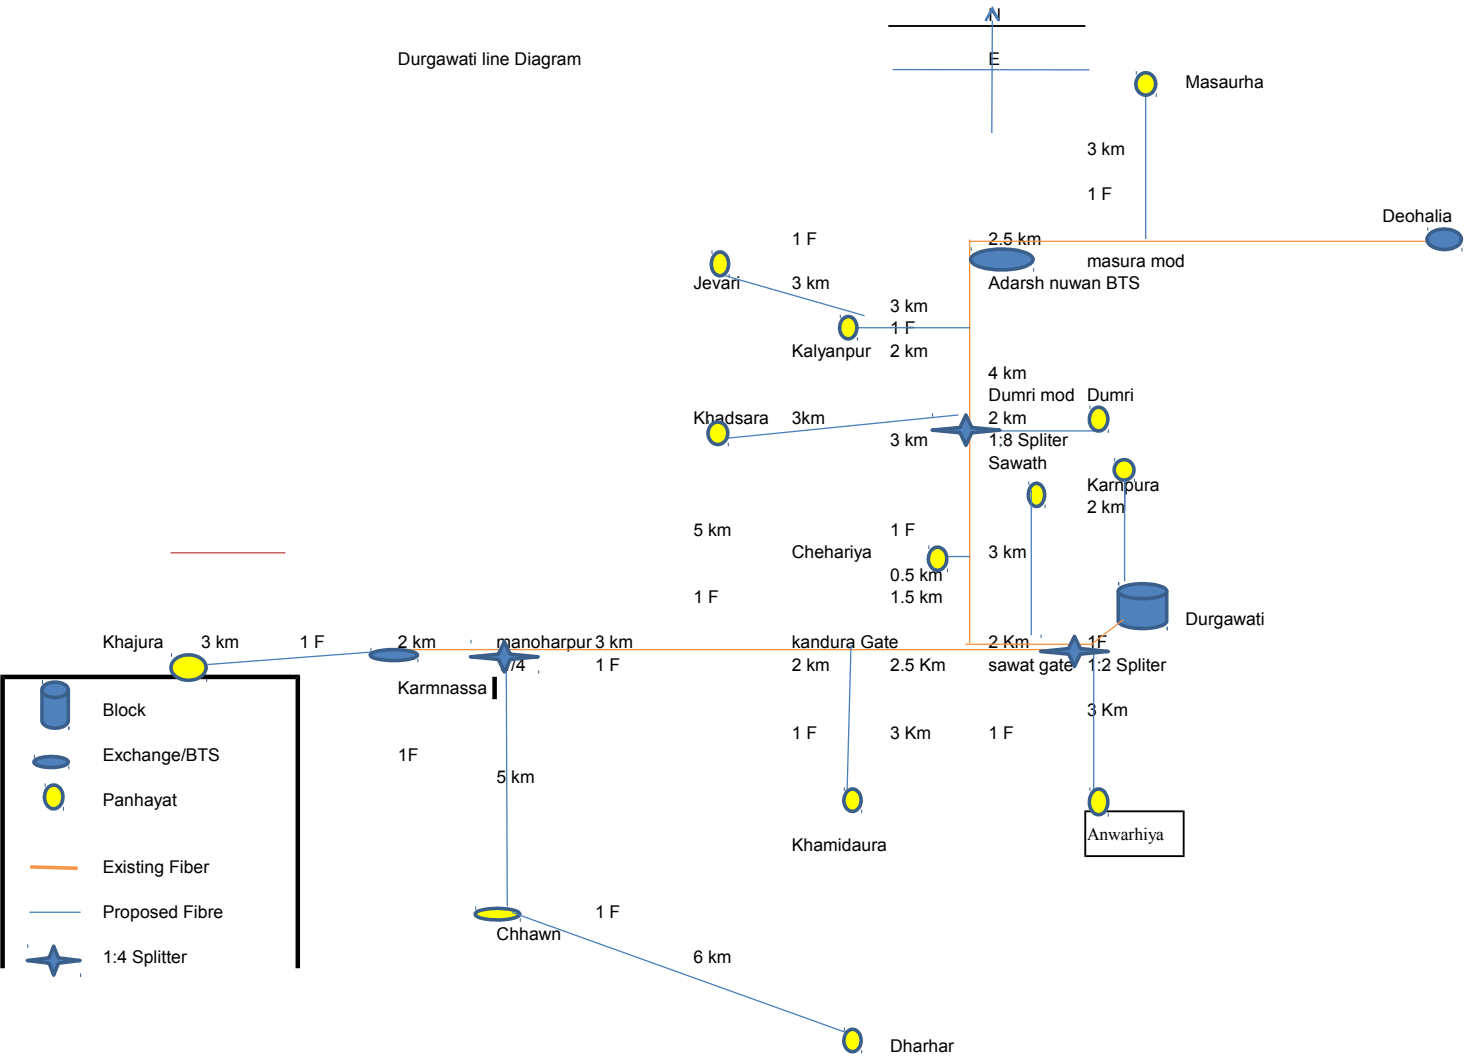 N
Durgawati line Diagram
E
Masaurha
3 km
1 F
Deohalia
1 F
2.5 km
masura mod
Jevari
3 km
Adarsh nuwan BTS
3 km
1 F
Kalyanpur
2 km
4 km
Dumri mod
Dumri
Khadsara
3km
2 km
3 km
1:8 Spliter
Sawath
Karnpura
2 km
5 km
1 F
Chehariya
3 km
0.5 km
1 F
1.5 km
Durgawati
Khajura
3 km
1 F
2 km
manoharpur
3 km
kandura Gate
2 Km
1F
/4
1 F
2 km
2.5 Km
sawat gate
1:2 Spliter
Karmnassa
Block
3 Km
1 F
3 Km
1 F
Exchange/BTS
1F
5 km
Panhayat
Anwarhiya
Khamidaura
Existing Fiber
Proposed Fibre
1 F
Chhawn
1:4 Splitter
6 km
Dharhar